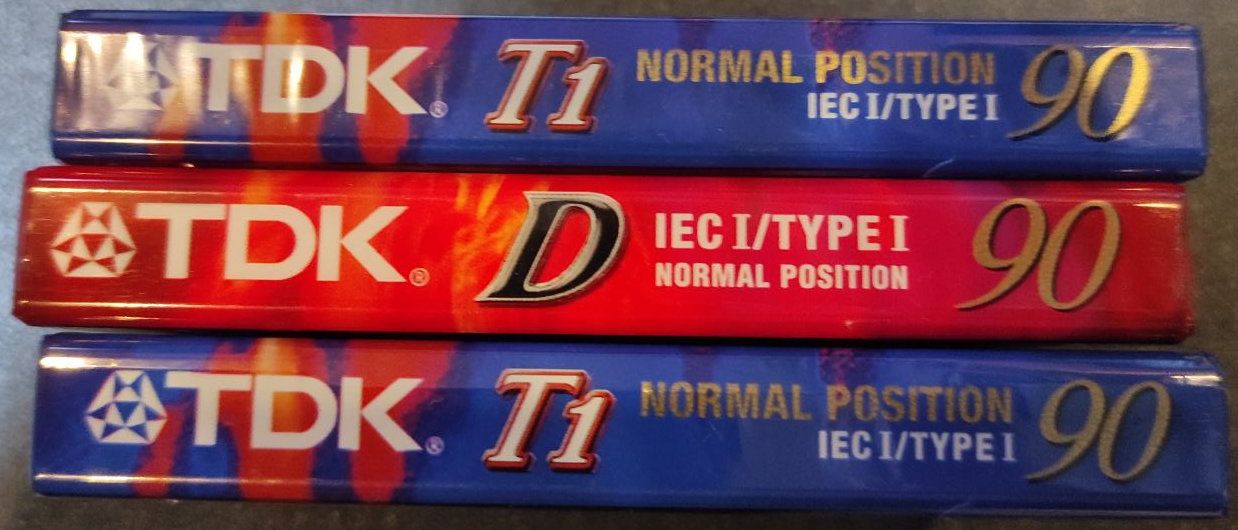 TDK® T1 NORMAL POSITION 90
IEC I/TYPE I
TDK® D IEC I/TYPE I 90
NORMAL POSITION
TDK® T1 NORMAL POSITION 90
IEC I/TYPE I